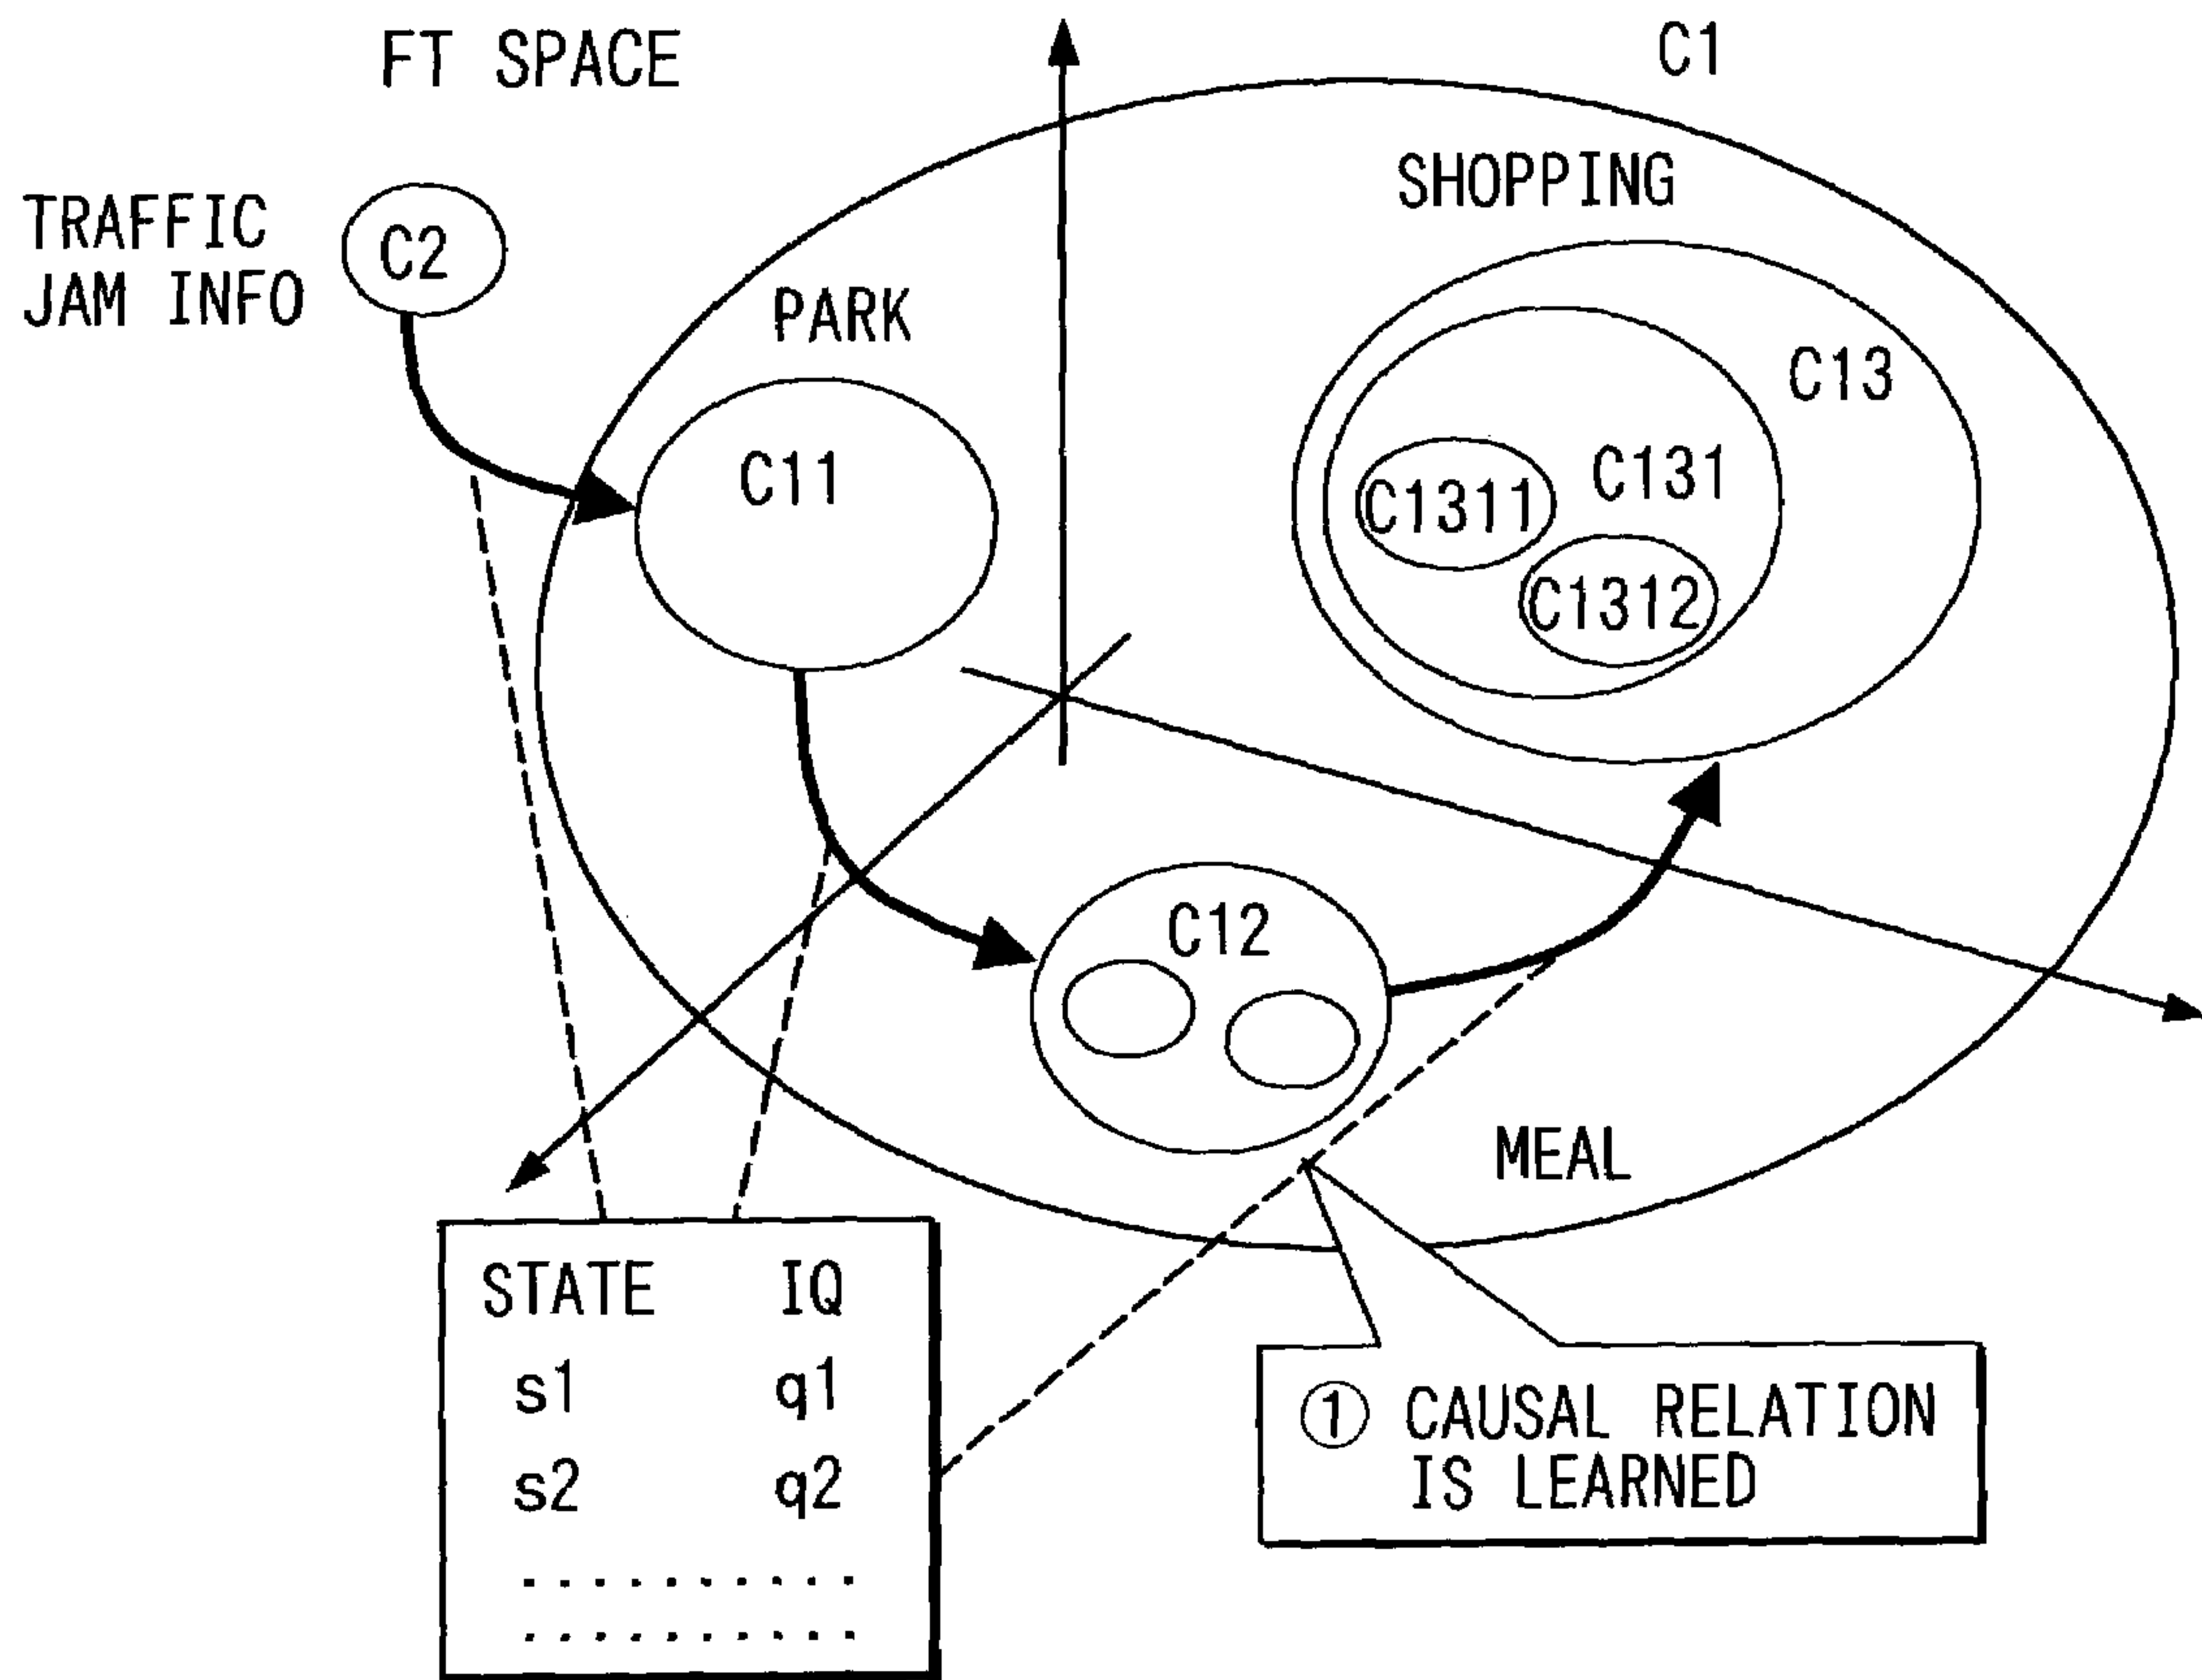 FT SPACE
C1
SHOPPING
TRAFFIC
JAM INFO
C2
PARK
C13
C11
C131
C1311
C1312
C12
MEAL
STATE IQ
s1 q1
s2 q2
..........
..........
① CAUSAL RELATION
IS LEARNED